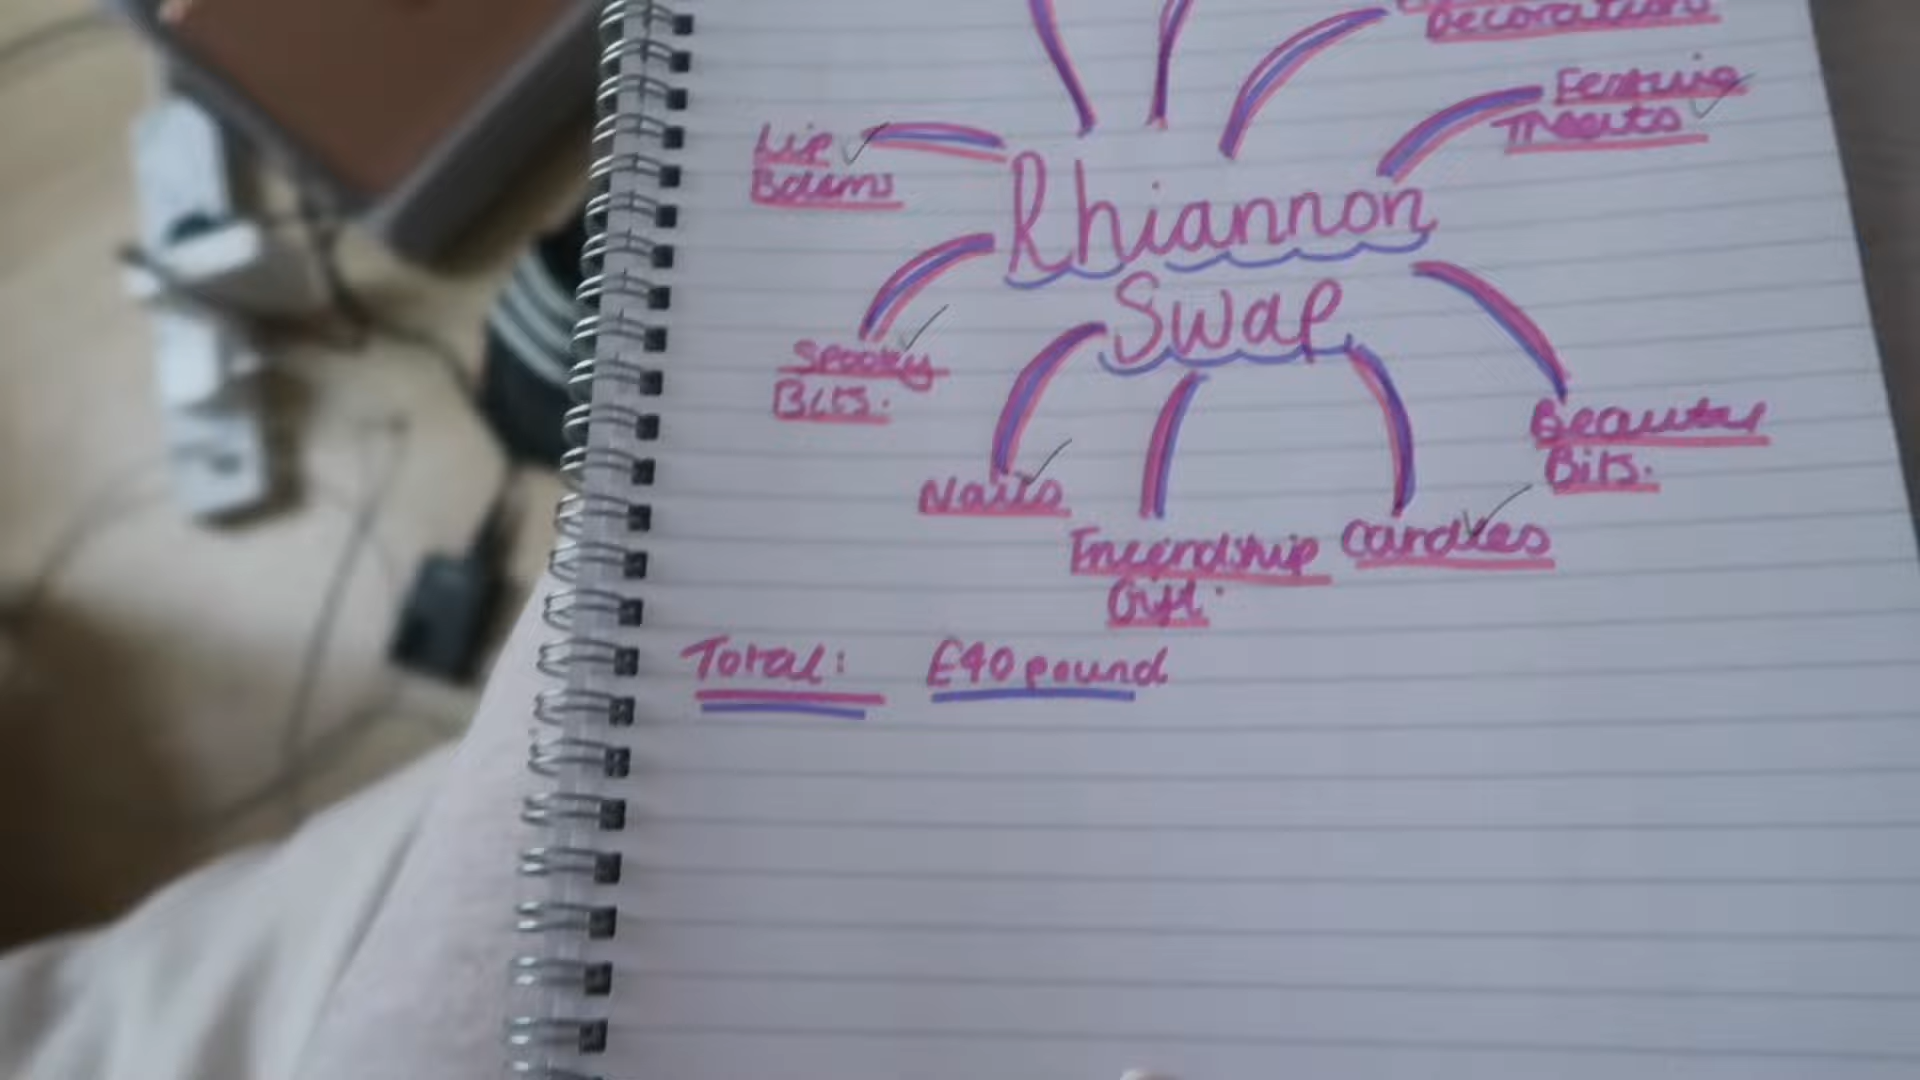 Decorations
Festive
Treats
Lip
Balms
Rhiannon
Swap
Spooky
Bits.
Beauty
Bits.
Nails
Friendship
Gift.
Candles
Total: £40 pound